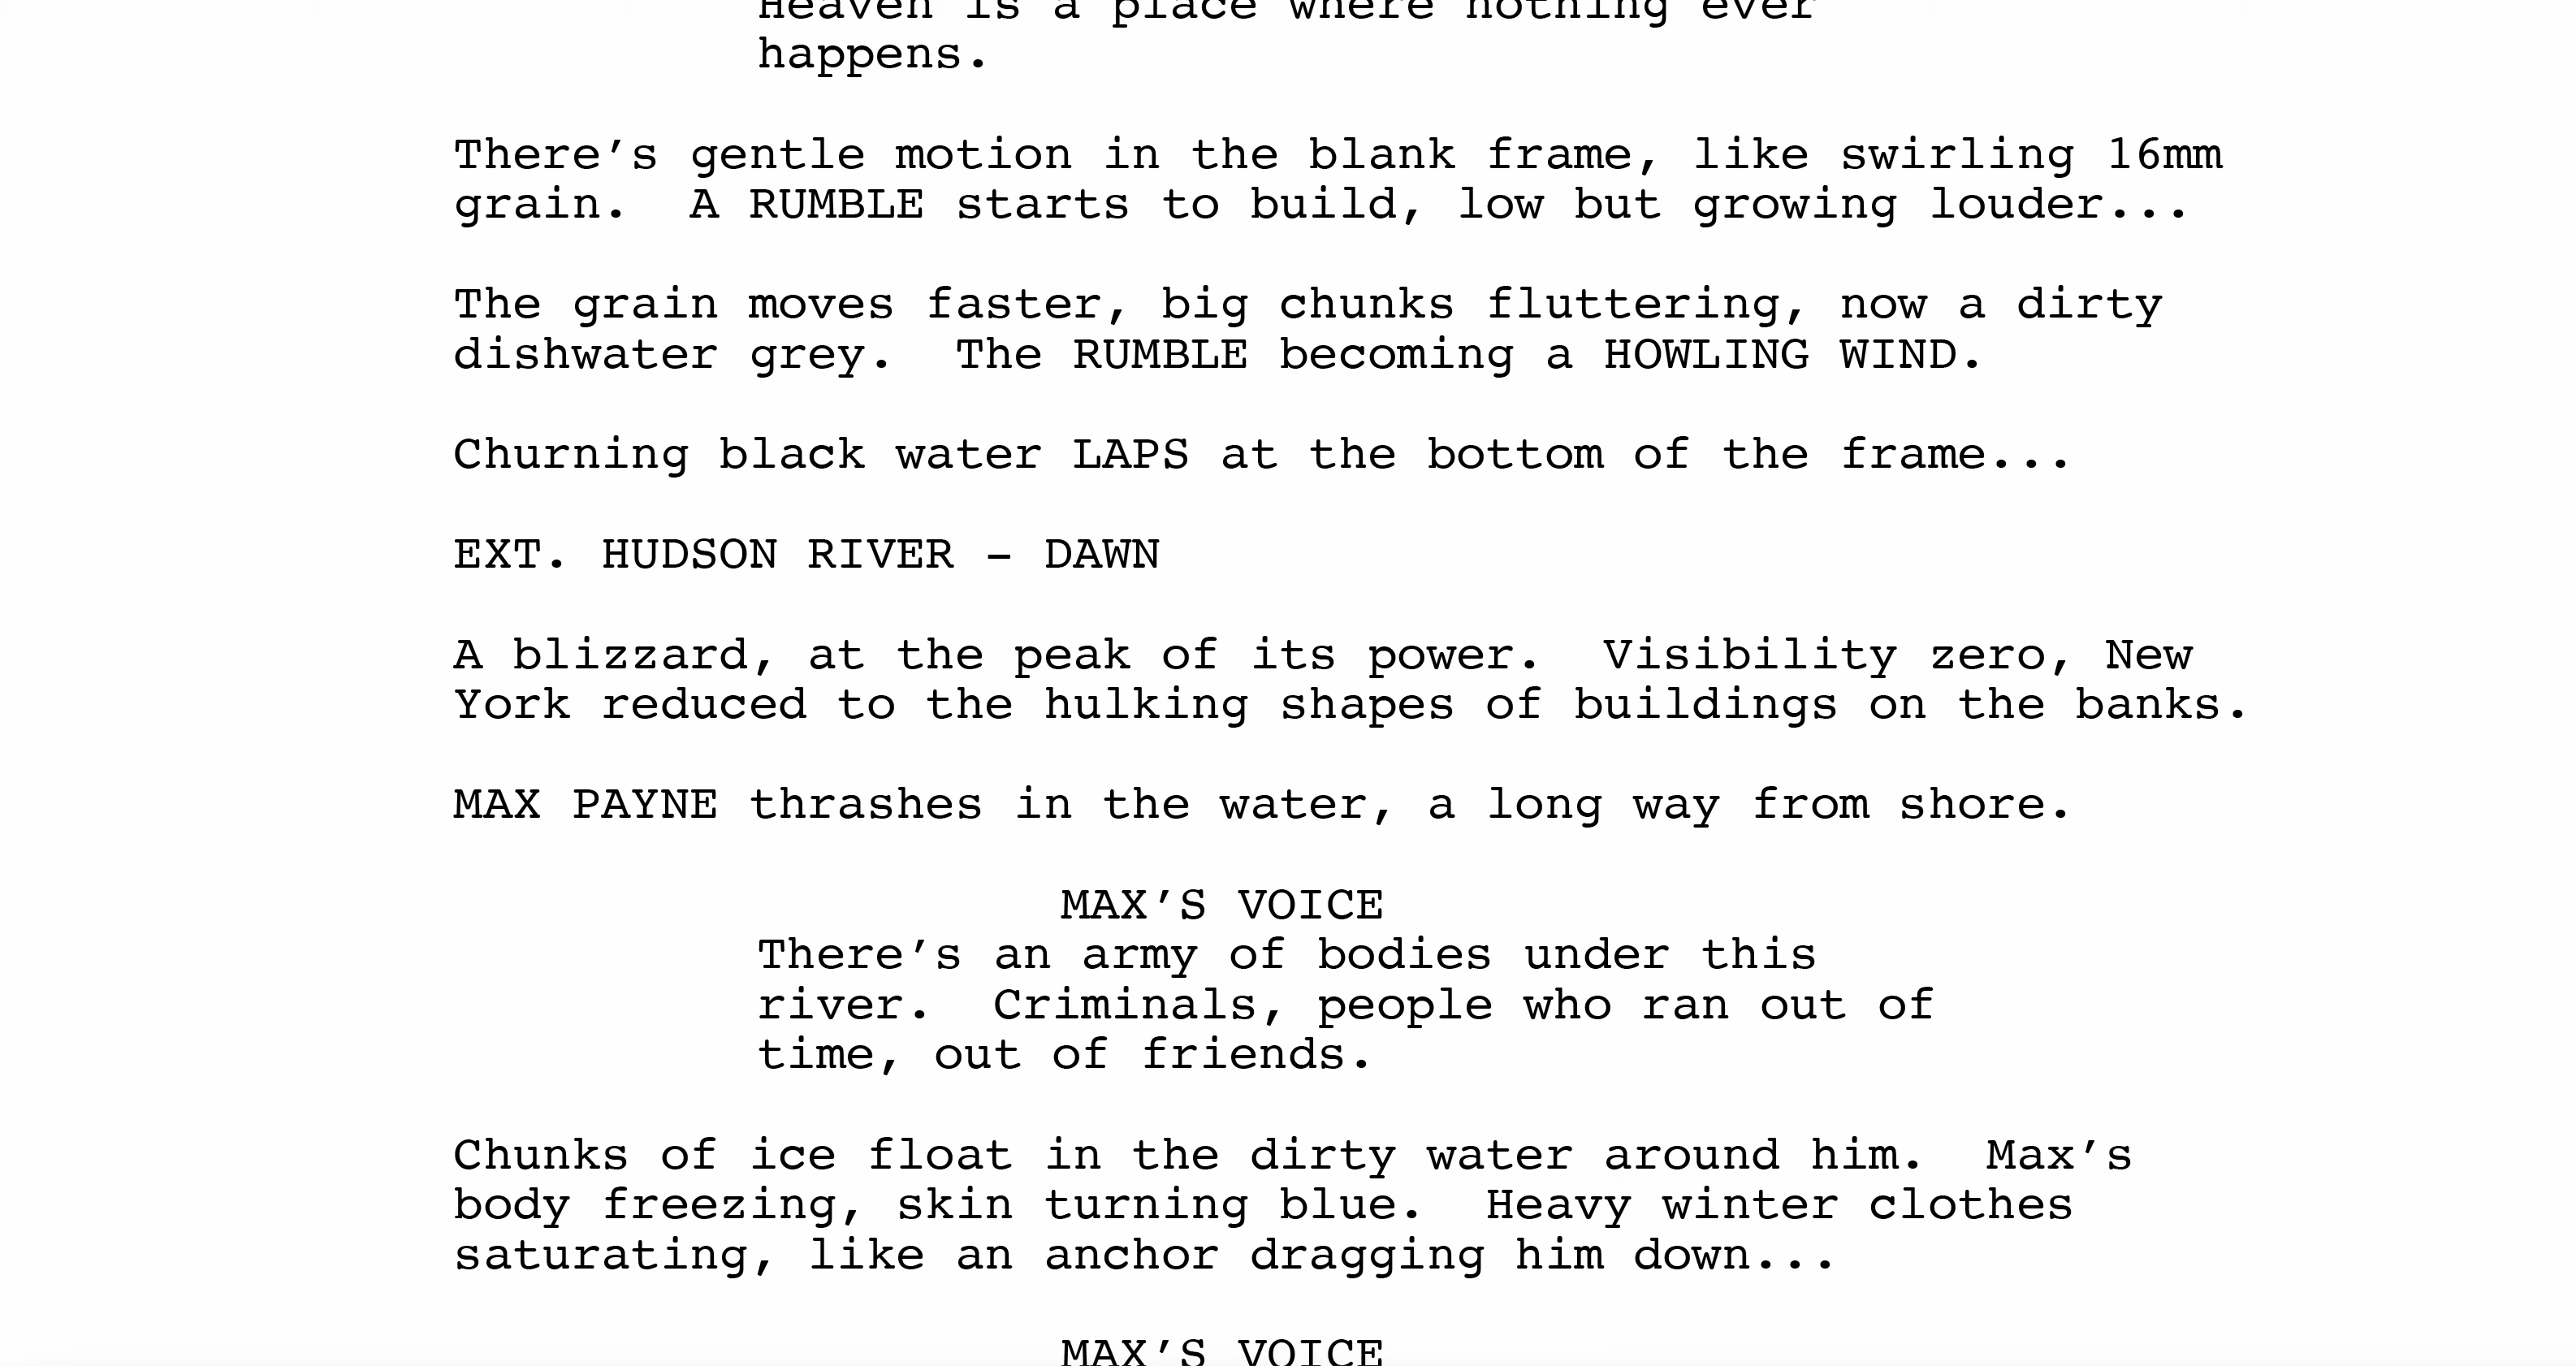 Heaven is a place where nothing ever
happens.
There’s gentle motion in the blank frame, like swirling 16mm
grain.  A RUMBLE starts to build, low but growing louder...
The grain moves faster, big chunks fluttering, now a dirty
dishwater grey.  The RUMBLE becoming a HOWLING WIND.
Churning black water LAPS at the bottom of the frame...
EXT. HUDSON RIVER – DAWN
A blizzard, at the peak of its power.  Visibility zero, New
York reduced to the hulking shapes of buildings on the banks.
MAX PAYNE thrashes in the water, a long way from shore.
MAX’S VOICE
There’s an army of bodies under this
river.  Criminals, people who ran out of
time, out of friends.
Chunks of ice float in the dirty water around him.  Max’s
body freezing, skin turning blue.  Heavy winter clothes
saturating, like an anchor dragging him down...
MAX’S VOICE